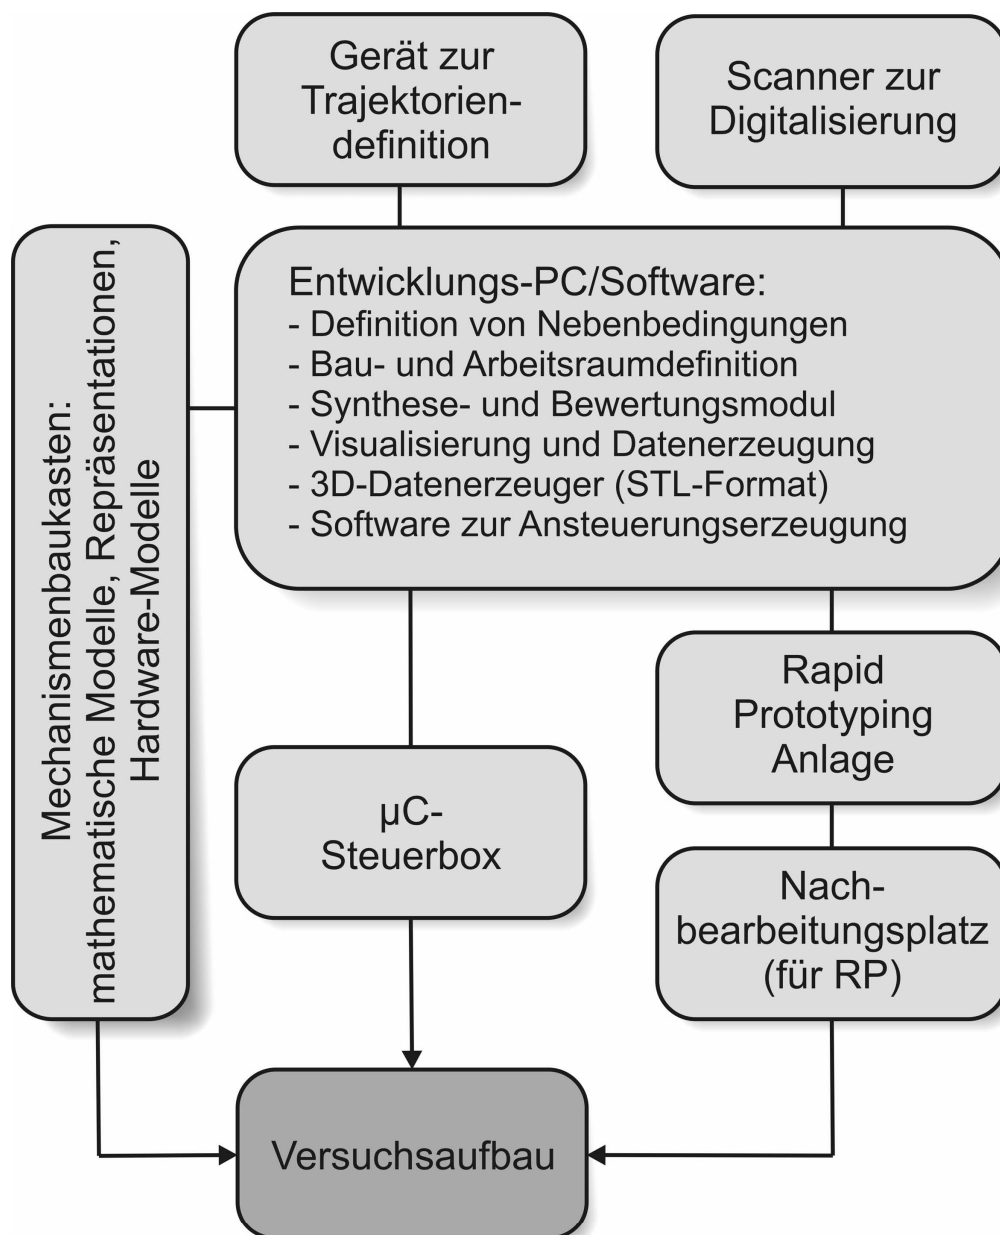 Gerät zur
Trajektorien-
definition
Scanner zur
Digitalisierung
Mechanismenbaukasten:
mathematische Modelle, Repräsentationen,
Hardware-Modelle
Entwicklungs-PC/Software:
- Definition von Nebenbedingungen
- Bau- und Arbeitsraumdefinition
- Synthese- und Bewertungsmodul
- Visualisierung und Datenerzeugung
- 3D-Datenerzeuger (STL-Format)
- Software zur Ansteuerungserzeugung
µC-
Steuerbox
Rapid
Prototyping
Anlage
Nach-
bearbeitungsplatz
(für RP)
Versuchsaufbau